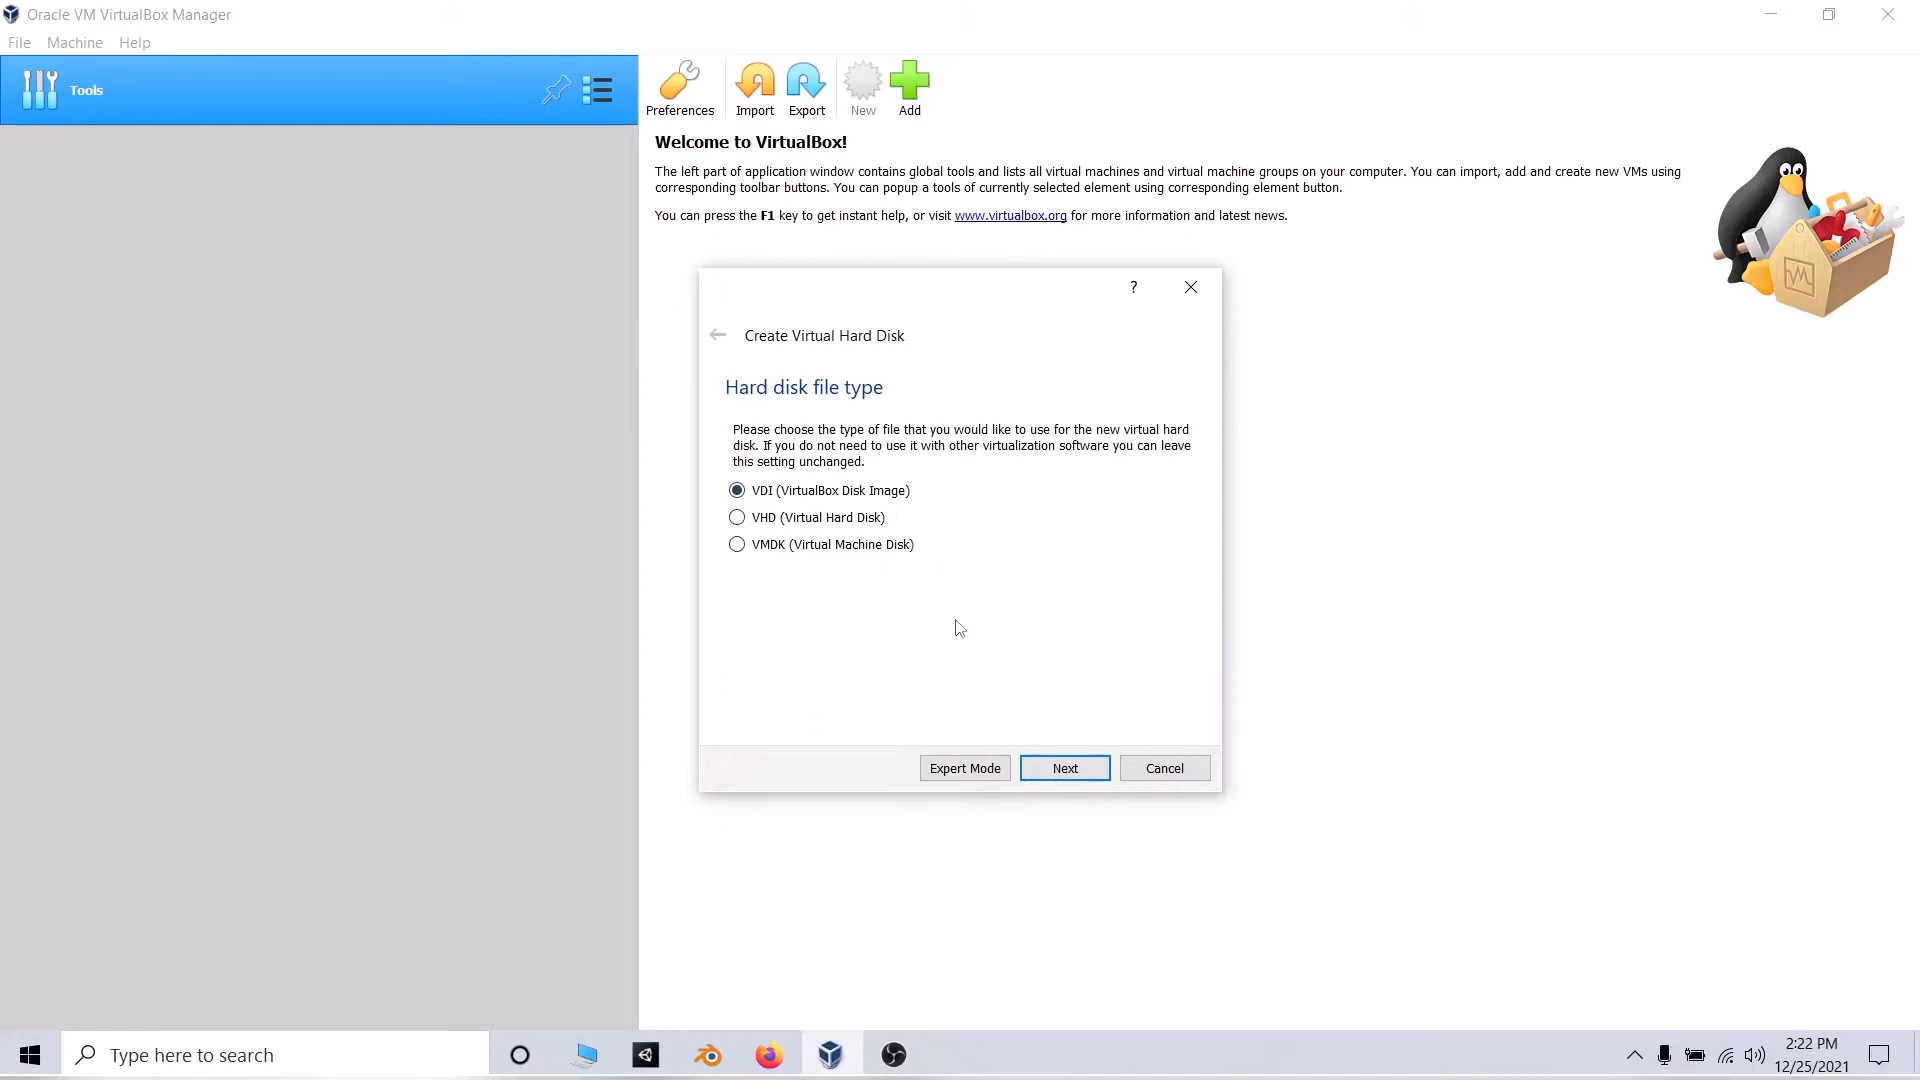 Oracle VM VirtualBox Manager
File Machine Help
Tools
Preferences Import Export New Add
Welcome to VirtualBox!
The left part of application window contains global tools and lists all virtual machines and virtual machine groups on your computer. You can import, add and create new VMs using
corresponding toolbar buttons. You can popup a tools of currently selected element using corresponding element button.
You can press the F1 key to get instant help, or visit www.virtualbox.org for more information and latest news.
?
Create Virtual Hard Disk
Hard disk file type
Please choose the type of file that you would like to use for the new virtual hard
disk. If you do not need to use it with other virtualization software you can leave
this setting unchanged.
VDI (VirtualBox Disk Image)
VHD (Virtual Hard Disk)
VMDK (Virtual Machine Disk)
Expert Mode Next Cancel
Type here to search
2:22 PM
12/25/2021